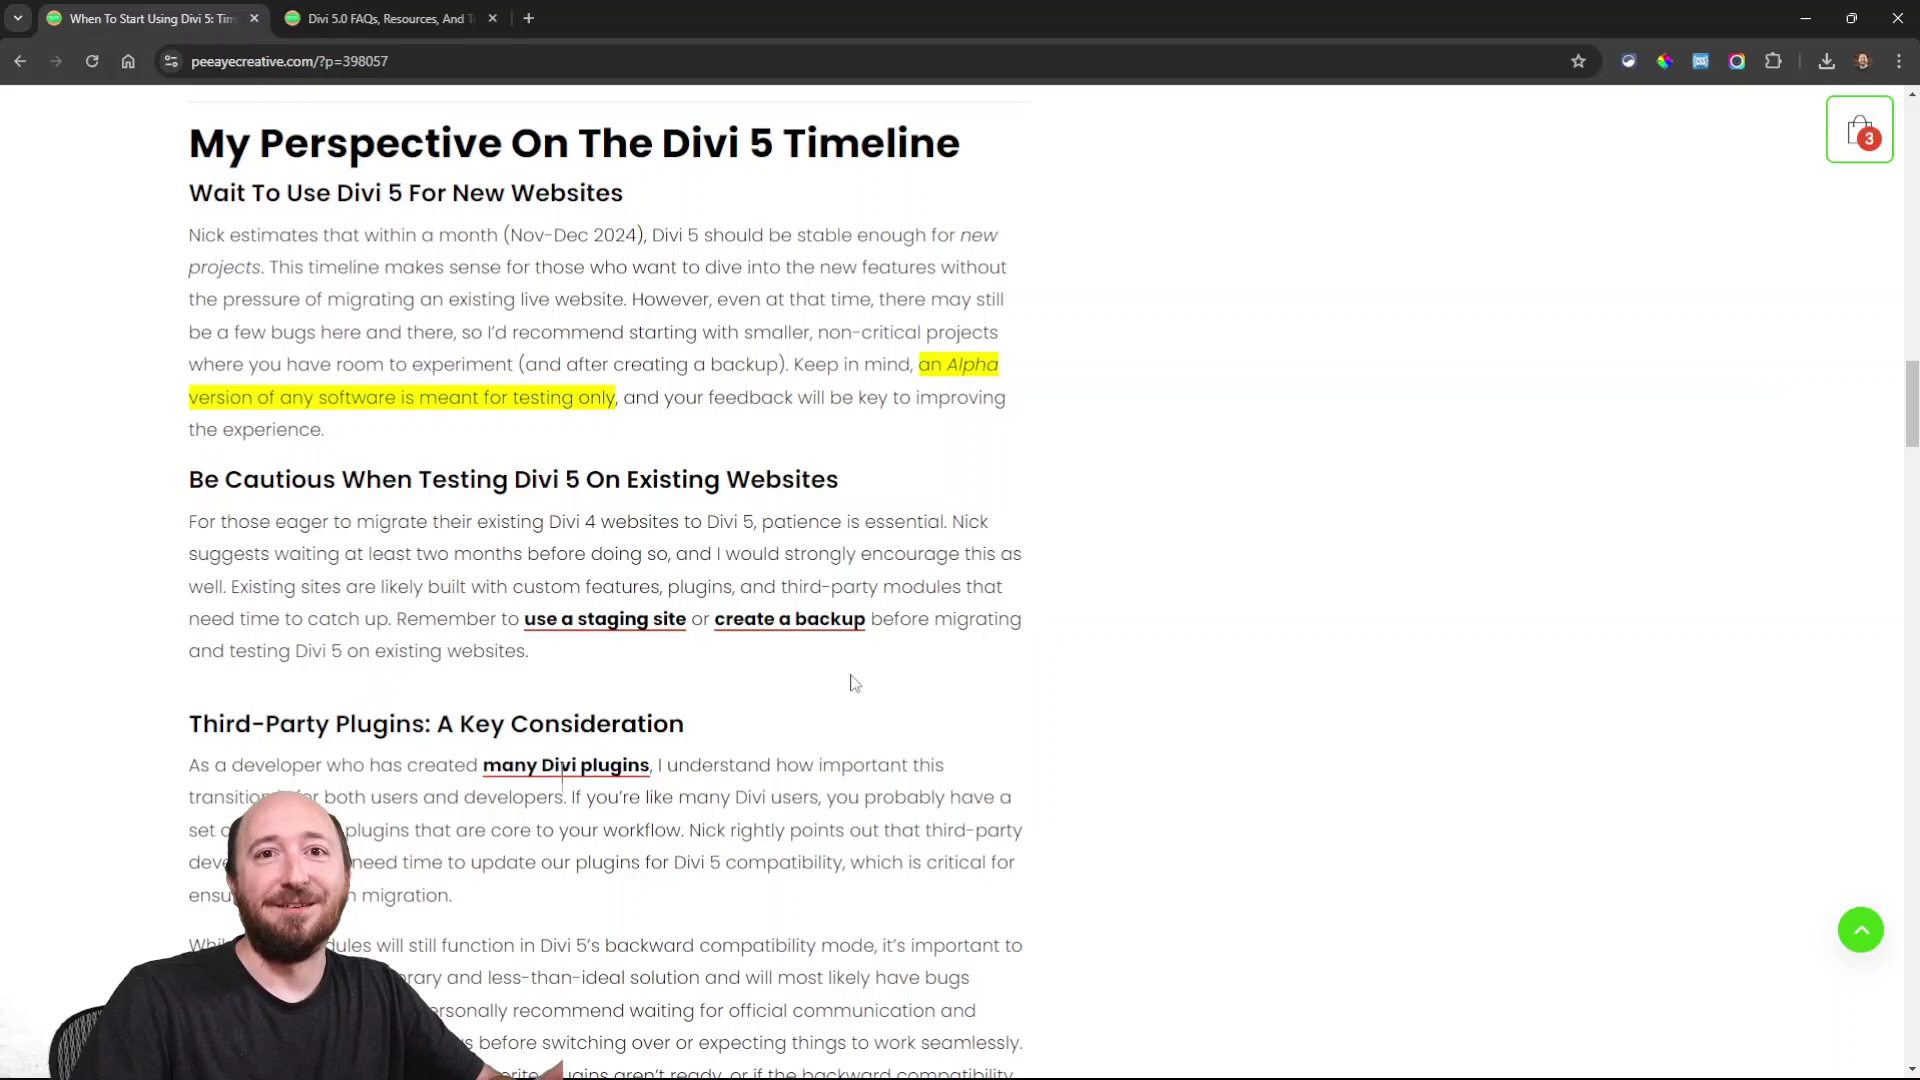 When To Start Using Divi 5: Tim
Divi 5.0 FAQs, Resources, And T
peeayecreative.com/?p=398057
3
My Perspective On The Divi 5 Timeline
Wait To Use Divi 5 For New Websites
Nick estimates that within a month (Nov-Dec 2024), Divi 5 should be stable enough for new
projects. This timeline makes sense for those who want to dive into the new features without
the pressure of migrating an existing live website. However, even at that time, there may still
be a few bugs here and there, so I'd recommend starting with smaller, non-critical projects
where you have room to experiment (and after creating a backup). Keep in mind, an Alpha
version of any software is meant for testing only, and your feedback will be key to improving
the experience.
Be Cautious When Testing Divi 5 On Existing Websites
For those eager to migrate their existing Divi 4 websites to Divi 5, patience is essential. Nick
suggests waiting at least two months before doing so, and I would strongly encourage this as
well. Existing sites are likely built with custom features, plugins, and third-party modules that
need time to catch up. Remember to use a staging site or create a backup before migrating
and testing Divi 5 on existing websites.
Third-Party Plugins: A Key Consideration
As a developer who has created many Divi plugins, I understand how important this
transition for both users and developers. If you're like many Divi users, you probably have a
set plugins that are core to your workflow. Nick rightly points out that third-party
need time to update our plugins for Divi 5 compatibility, which is critical for
migration.
will still function in Divi 5's backward compatibility mode, it's important to
and less-than-ideal solution and will most likely have bugs
recommend waiting for official communication and
before switching over or expecting things to work seamlessly.
aren't ready, or if the backward compatibility